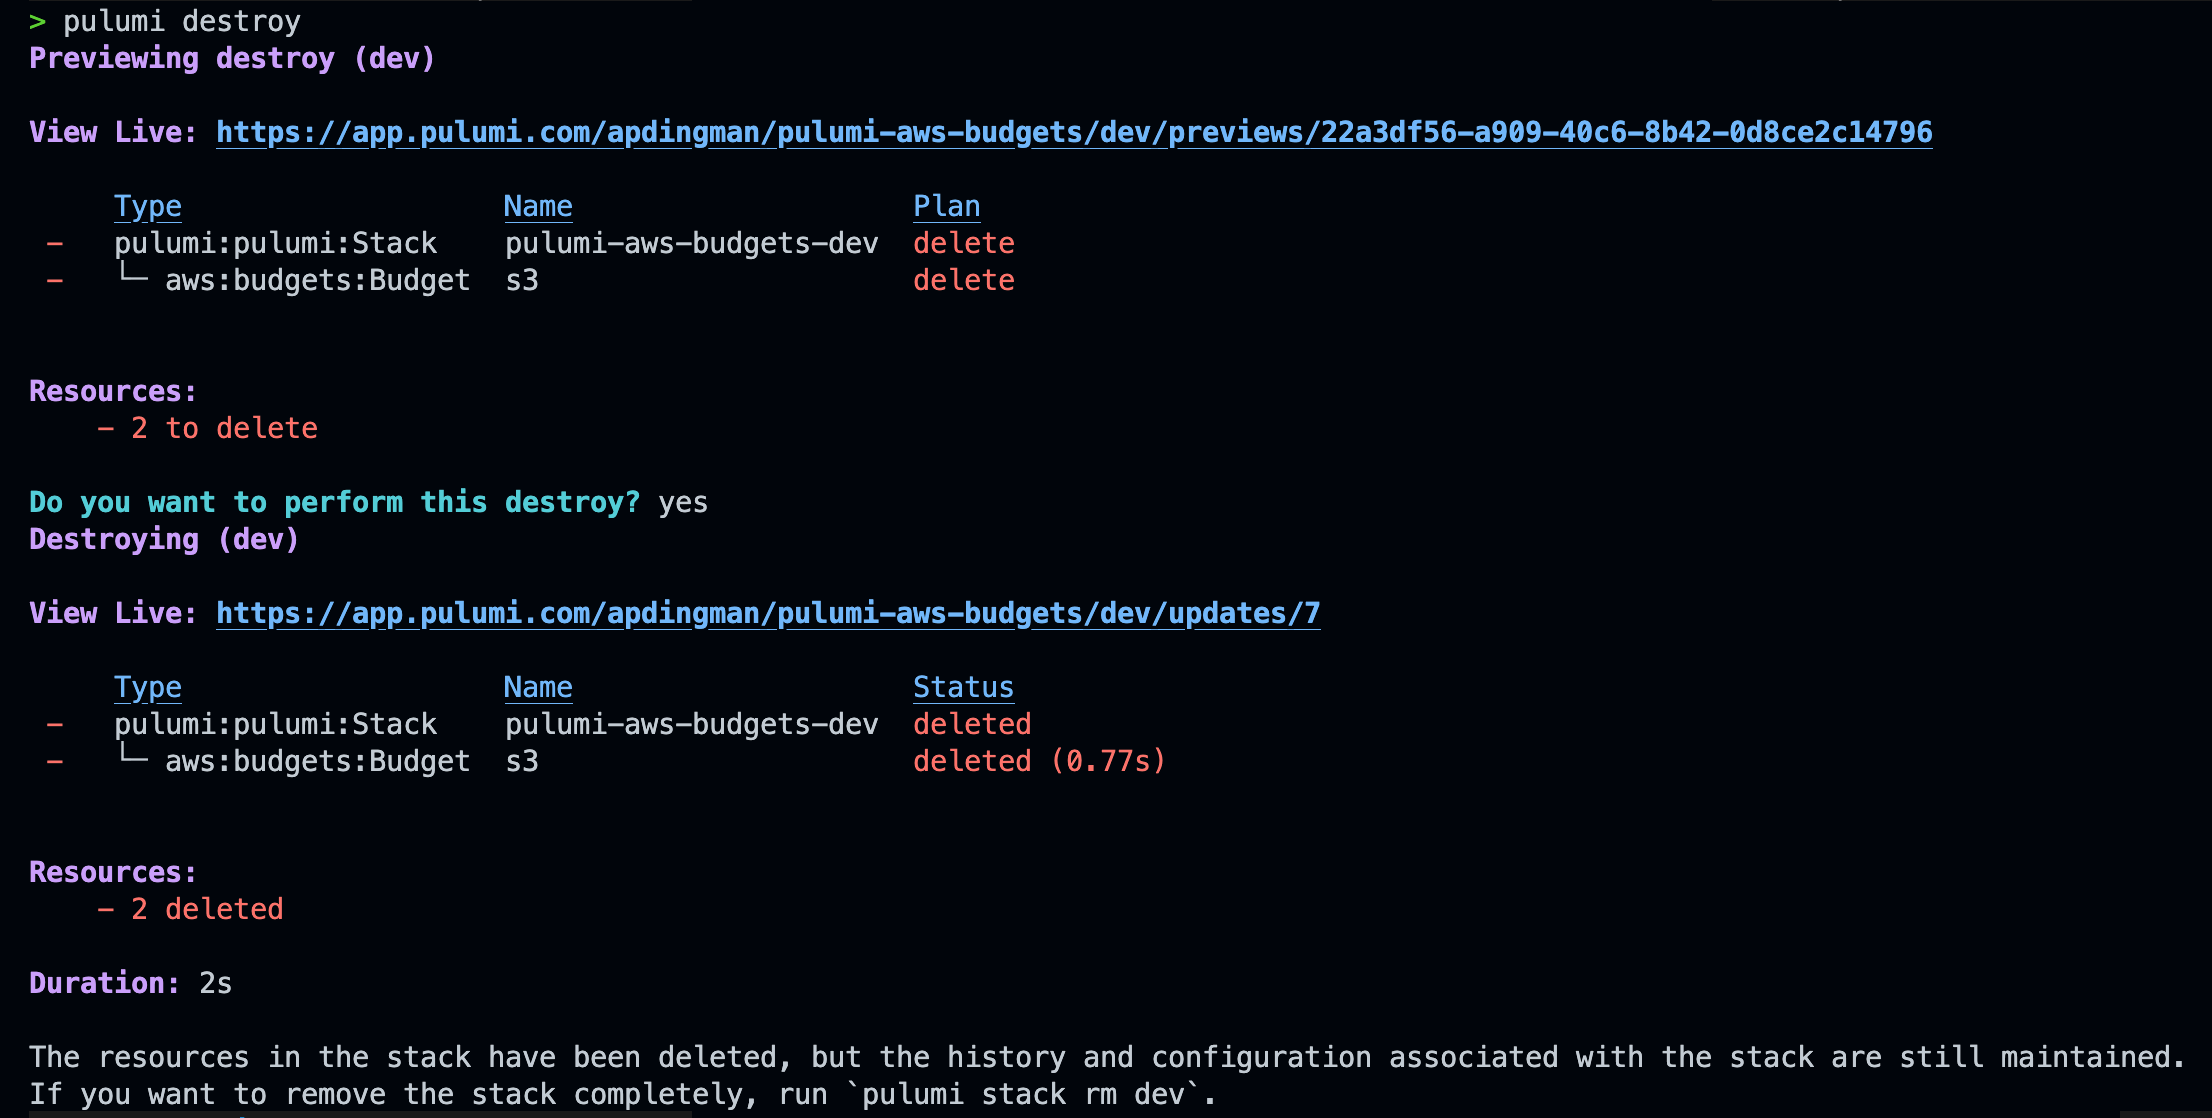 > pulumi destroy
Previewing destroy (dev)
View Live: https://app.pulumi.com/apdingman/pulumi-aws-budgets/dev/previews/22a3df56-a909-40c6-8b42-0d8ce2c14796
Type Name Plan
- pulumi:pulumi:Stack pulumi-aws-budgets-dev delete
- └─ aws:budgets:Budget s3 delete
Resources:
- 2 to delete
Do you want to perform this destroy? yes
Destroying (dev)
View Live: https://app.pulumi.com/apdingman/pulumi-aws-budgets/dev/updates/7
Type Name Status
- pulumi:pulumi:Stack pulumi-aws-budgets-dev deleted
- └─ aws:budgets:Budget s3 deleted (0.77s)
Resources:
- 2 deleted
Duration: 2s
The resources in the stack have been deleted, but the history and configuration associated with the stack are still maintained.
If you want to remove the stack completely, run `pulumi stack rm dev`.